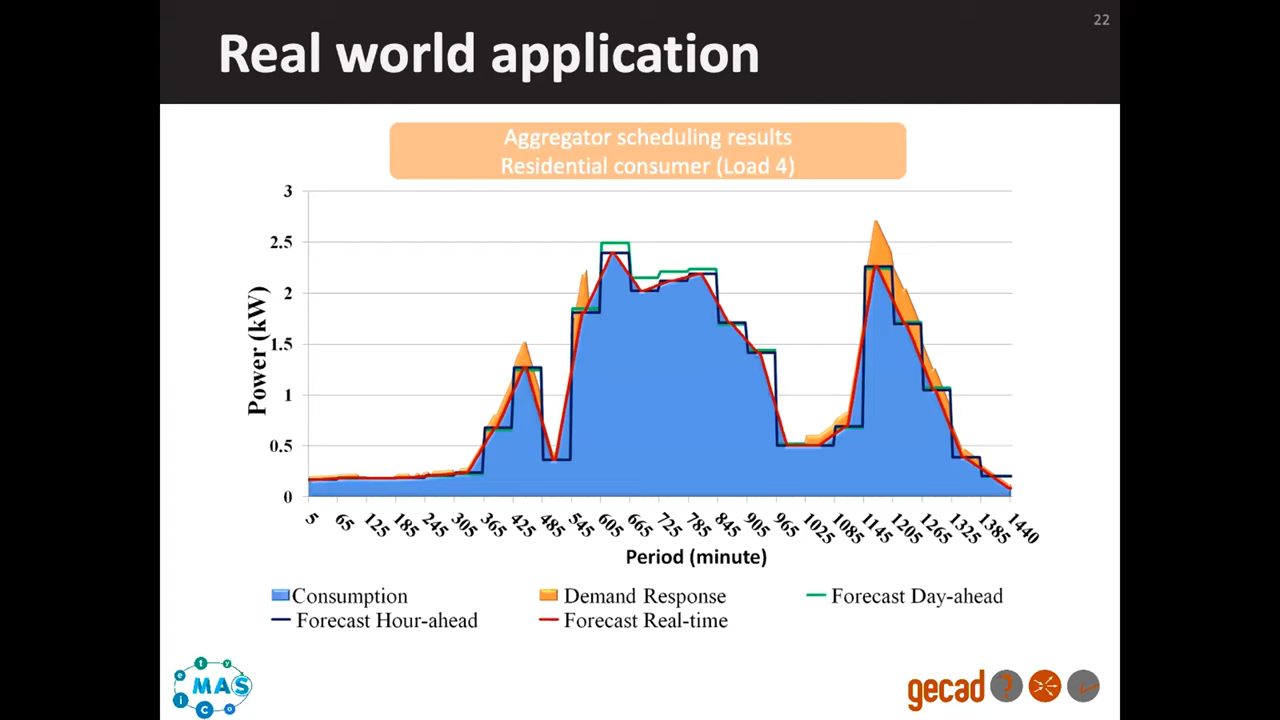 22
Real world application
Aggregator scheduling results
Residential consumer (Load 4)
3
2.5
2
1.5
1
0.5
0
Power (kW)
5 65 125 185 245 305 365 425 485 545 605 665 725 785 845 905 965 1025 1085 1145 1205 1265 1325 1385 1440
Period (minute)
Consumption Demand Response Forecast Day-ahead
Forecast Hour-ahead Forecast Real-time
society
MAS
gecad